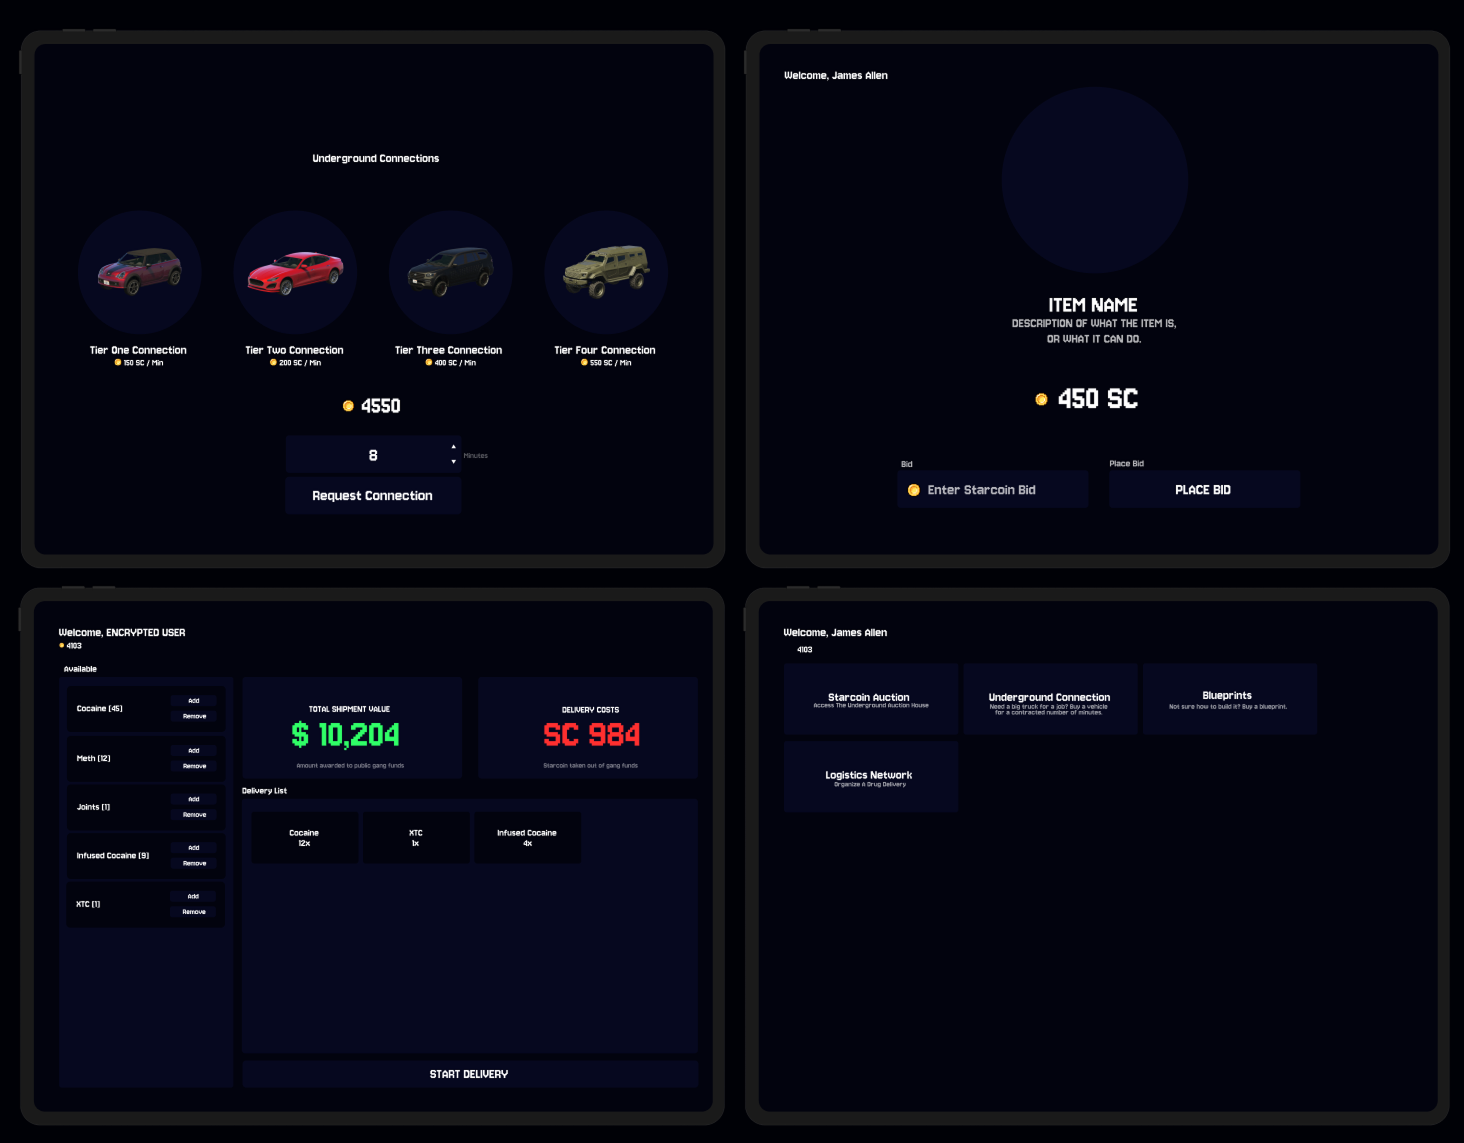 Underground Connections
Tier One Connection
150 SC / Min
Tier Two Connection
200 SC / Min
Tier Three Connection
400 SC / Min
Tier Four Connection
550 SC / Min
4550
8
Minutes
Request Connection
Welcome, James Allen
ITEM NAME
DESCRIPTION OF WHAT THE ITEM IS,
OR WHAT IT CAN DO.
450 SC
Bid
Enter Starcoin Bid
Place Bid
PLACE BID
Welcome, ENCRYPTED USER
4103
Available
Cocaine [45]
Add
Remove
Meth [12]
Add
Remove
Joints [1]
Add
Remove
Infused Cocaine [9]
Add
Remove
XTC [1]
Add
Remove
TOTAL SHIPMENT VALUE
$ 10,204
Amount awarded to public gang funds
DELIVERY COSTS
SC 984
Starcoin taken out of gang funds
Delivery List
Cocaine
12x
XTC
1x
Infused Cocaine
4x
START DELIVERY
Welcome, James Allen
4103
Starcoin Auction
Access The Underground Auction House
Underground Connection
Need a big truck for a job? Buy a vehicle
for a contracted number of minutes.
Blueprints
Not sure how to build it? Buy a blueprint.
Logistics Network
Organize A Drug Delivery